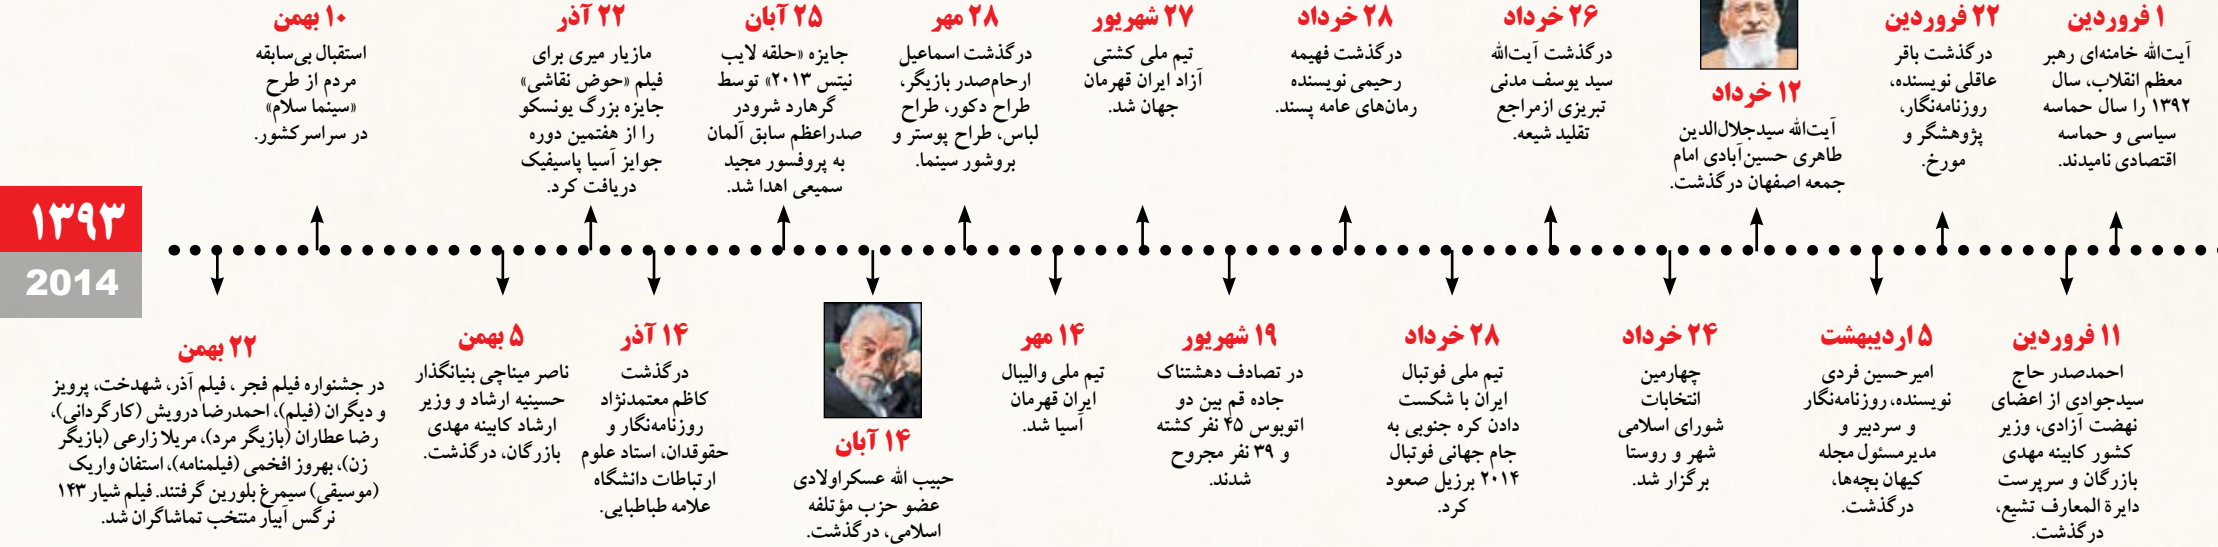 ۱ فروردین
آیت‌الله خامنه‌ای رهبر
معظم انقلاب، سال
۱۳۹۲ را سال حماسه
سیاسی و حماسه
اقتصادی نامیدند.
۱۱ فروردین
احمدصدر حاج
سیدجوادی از اعضای
نهضت آزادی، وزیر
کشور کابینه مهدی
بازرگان و سرپرست
دایرة المعارف تشیع،
درگذشت.
۲۲ فروردین
درگذشت باقر
عاقلی نویسنده،
روزنامه‌نگار،
پژوهشگر و
مورخ.
۵ اردیبهشت
امیرحسین فردی
نویسنده، روزنامه‌نگار
و سردبیر و
مدیرمسئول مجله
کیهان بچه‌ها،
درگذشت.
۱۲ خرداد
آیت‌الله سیدجلال‌الدین
طاهری حسین‌آبادی امام
جمعه اصفهان درگذشت.
۲۴ خرداد
چهارمین
انتخابات
شورای اسلامی
شهر و روستا
برگزار شد.
۲۶ خرداد
درگذشت آیت‌الله
سید یوسف مدنی
تبریزی ازمراجع
تقلید شیعه.
۲۸ خرداد
تیم ملی فوتبال
ایران با شکست
دادن کره جنوبی به
جام جهانی فوتبال
۲۰۱۴ برزیل صعود
کرد.
۲۸ خرداد
درگذشت فهیمه
رحیمی نویسنده
رمان‌های عامه پسند.
۱۹ شهریور
در تصادف دهشتناک
جاده قم بین دو
اتوبوس ۴۵ نفر کشته
و ۳۹ نفر مجروح
شدند.
۲۷ شهریور
تیم ملی کشتی
آزاد ایران قهرمان
جهان شد.
۱۴ مهر
تیم ملی والیبال
ایران قهرمان
آسیا شد.
۲۸ مهر
درگذشت اسماعیل
ارحام‌صدر بازیگر،
طراح دکور، طراح
لباس، طراح پوستر و
بروشور سینما.
۱۴ آبان
حبیب الله عسکراولادی
عضو حزب مؤتلفه
اسلامی، درگذشت.
۲۵ آبان
جایزه «حلقه لایب
نیتس ۲۰۱۳» توسط
گرهارد شرودر
صدراعظم سابق آلمان
به پروفسور مجید
سمیعی اهدا شد.
۱۴ آذر
درگذشت
کاظم معتمدنژاد
روزنامه‌نگار و
حقوقدان، استاد علوم
ارتباطات دانشگاه
علامه طباطبایی.
۲۲ آذر
مازیار میری برای
فیلم «حوض نقاشی»
جایزه بزرگ یونسکو
را از هفتمین دوره
جوایز آسیا پاسیفیک
دریافت کرد.
۵ بهمن
ناصر میناچی بنیانگذار
حسینیه ارشاد و وزیر
ارشاد کابینه مهدی
بازرگان، درگذشت.
۱۰ بهمن
استقبال بی‌سابقه
مردم از طرح
«سینما سلام»
در سراسرکشور.
۲۲ بهمن
در جشنواره فیلم فجر ، فیلم آذر، شهدخت، پرویز
و دیگران (فیلم)، احمدرضا درویش (کارگردانی)،
رضا عطاران (بازیگر مرد)، مریلا زارعی (بازیگر
زن)، بهروز افخمی (فیلمنامه)، استفان واریک
(موسیقی) سیمرغ بلورین گرفتند. فیلم شیار ۱۴۳
نرگس آبیار منتخب تماشاگران شد.
۱۳۹۳
2014